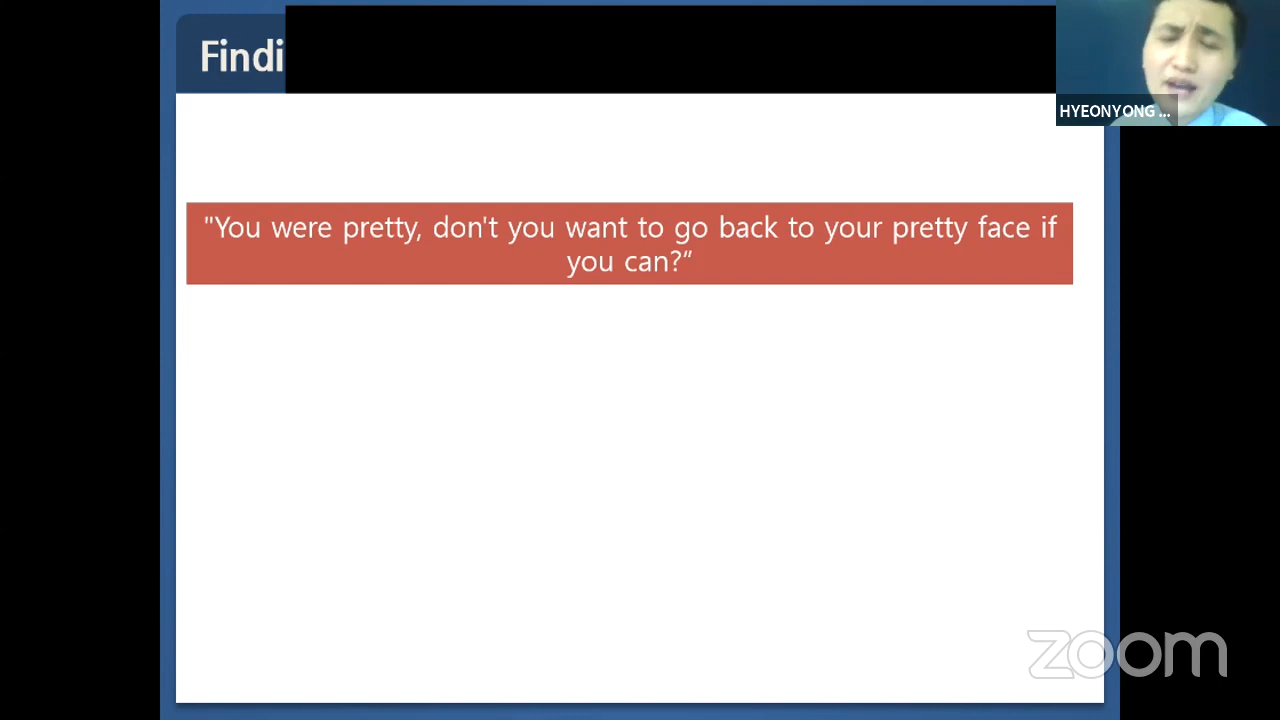 Findi
HYEONYONG ...
"You were pretty, don't you want to go back to your pretty face if
you can?”
zoom